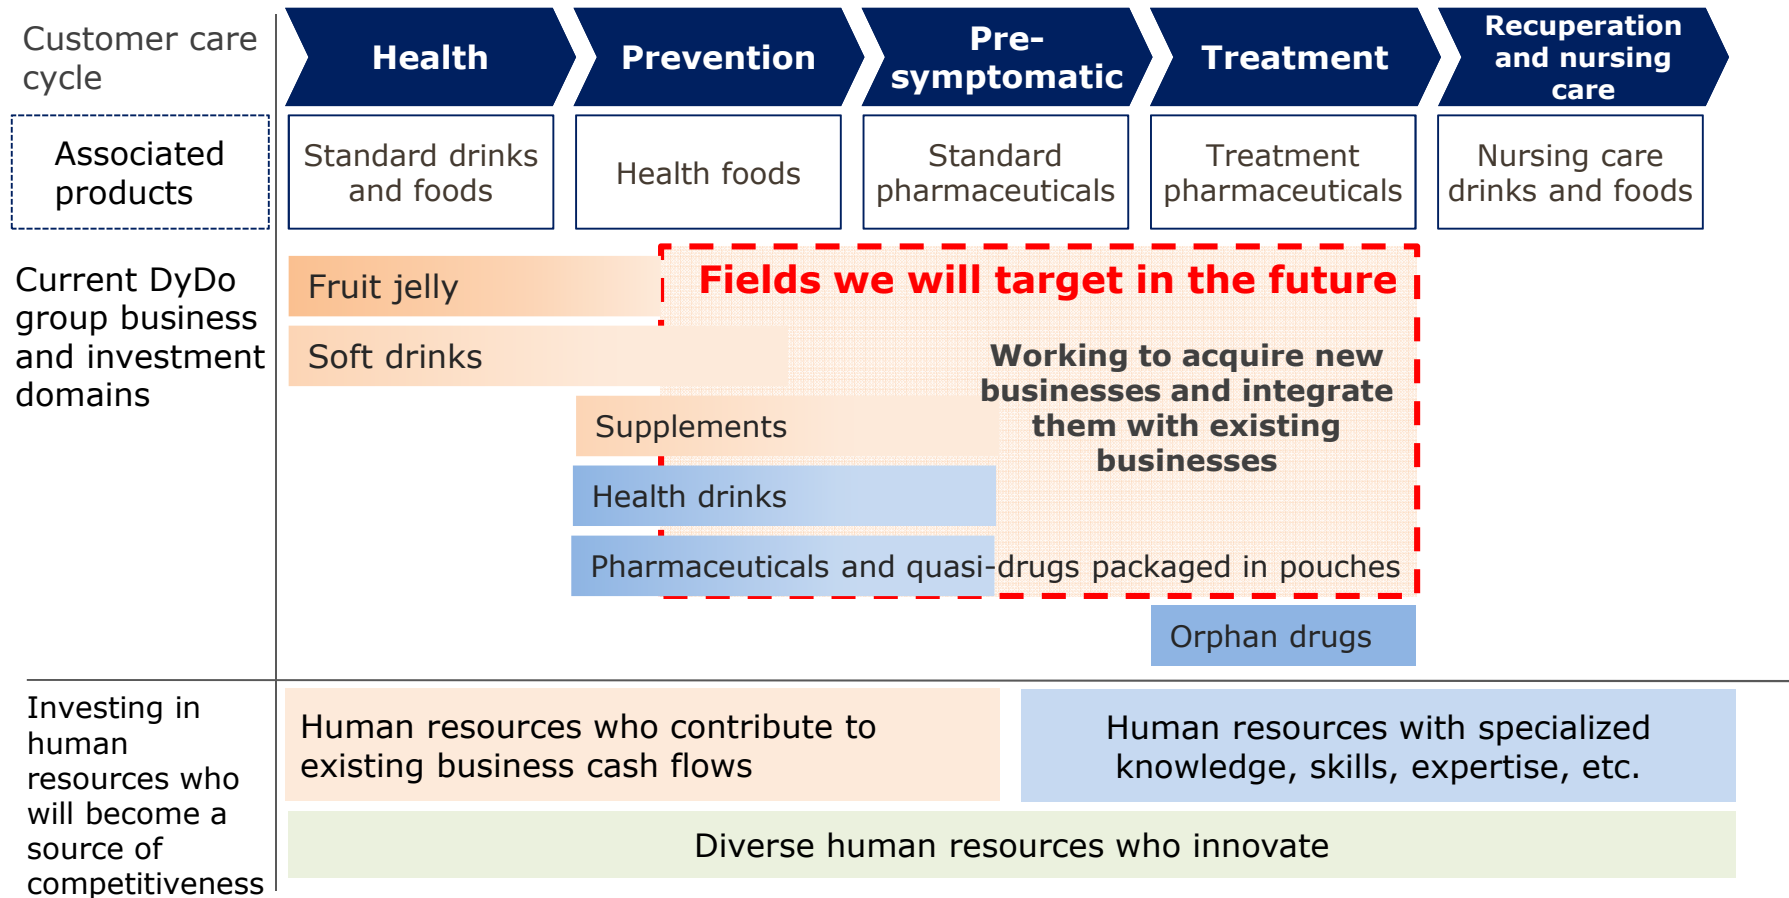 Customer care
cycle
Health
Prevention
Pre-
symptomatic
Treatment
Recuperation
and nursing
care
Associated
products
Standard drinks
and foods
Health foods
Standard
pharmaceuticals
Treatment
pharmaceuticals
Nursing care
drinks and foods
Current DyDo
group business
and investment
domains
Fruit jelly
Soft drinks
Supplements
Health drinks
Pharmaceuticals and quasi-drugs packaged in pouches
Orphan drugs
Fields we will target in the future
Working to acquire new
businesses and integrate
them with existing
businesses
Investing in
human
resources who
will become a
source of
competitiveness
Human resources who contribute to
existing business cash flows
Human resources with specialized
knowledge, skills, expertise, etc.
Diverse human resources who innovate